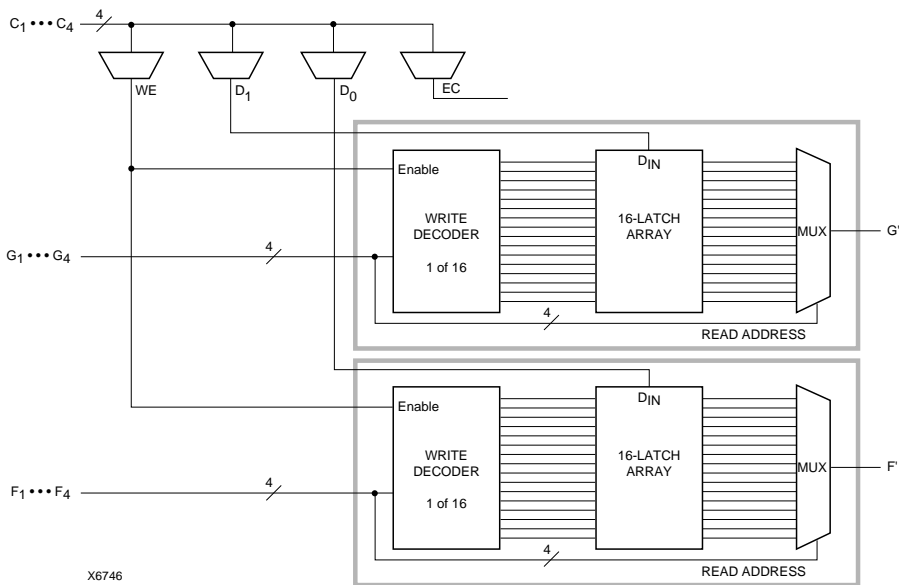 C1 ••• C4
4
WE
D1
D0
EC
Enable
DIN
WRITE
DECODER
1 of 16
16-LATCH
ARRAY
MUX
G'
G1 ••• G4
4
4
READ ADDRESS
Enable
DIN
WRITE
DECODER
1 of 16
16-LATCH
ARRAY
MUX
F'
F1 ••• F4
4
4
READ ADDRESS
X6746